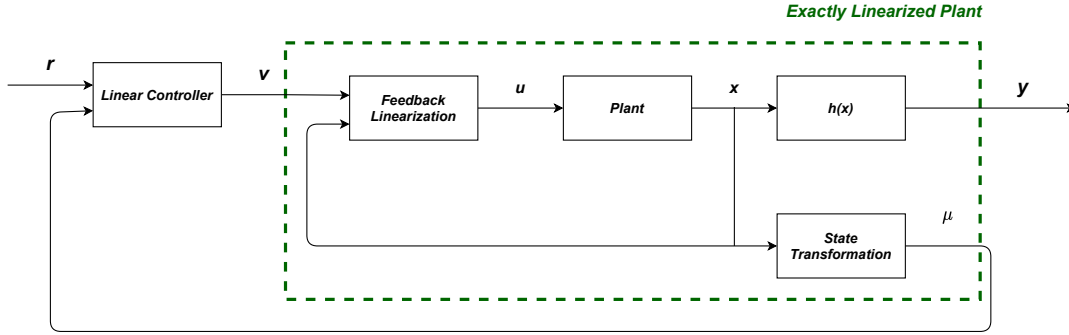 Exactly Linearized Plant
r
Linear Controller
v
Feedback
Linearization
u
Plant
x
h(x)
y
State
Transformation
μ